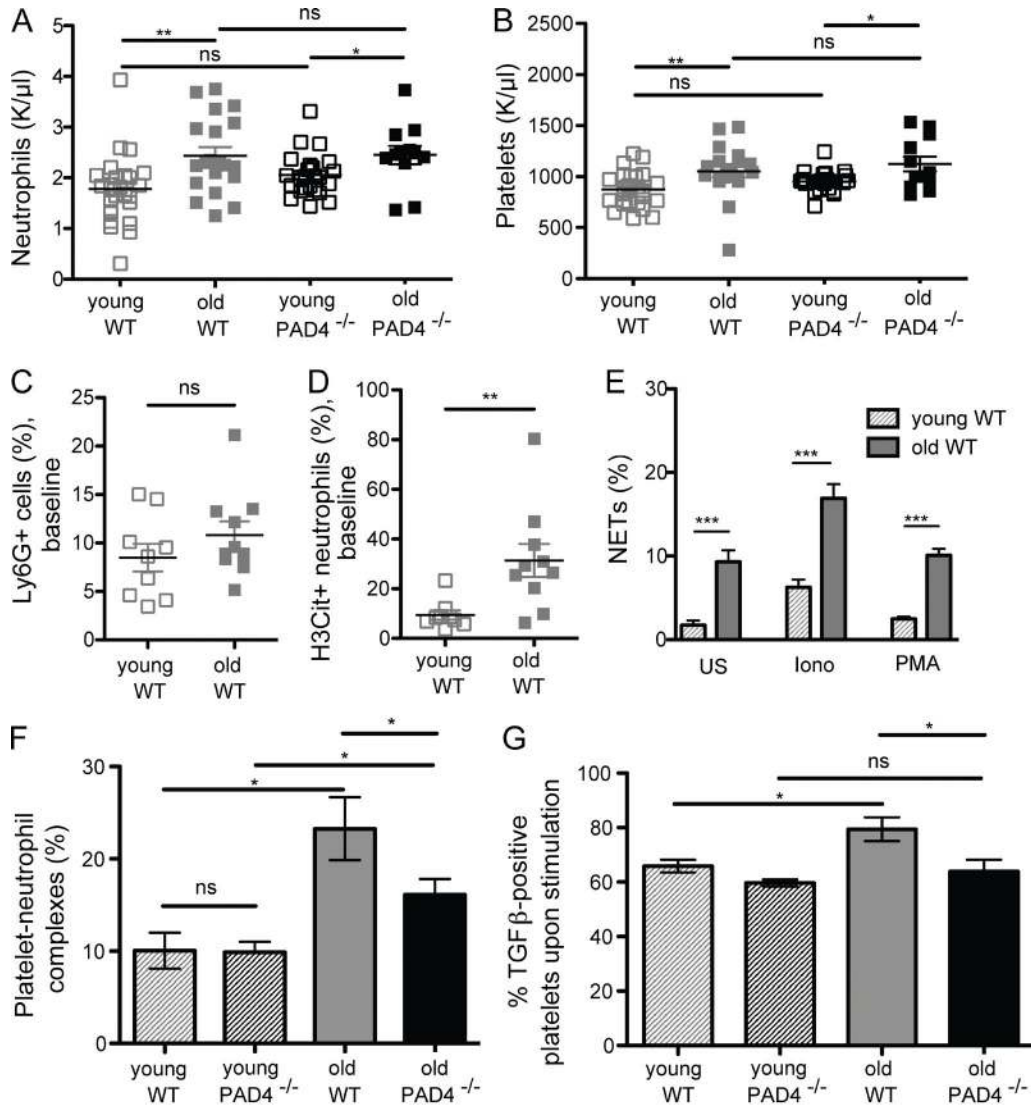 A
B
ns
**
ns
*
Neutrophils (K/µl)
5
4
3
2
1
0
young WT
old WT
young PAD4 -/-
old PAD4 -/-
*
ns
**
ns
Platelets (K/µl)
2500
2000
1500
1000
500
0
young WT
old WT
young PAD4 -/-
old PAD4 -/-
C
ns
Ly6G+ cells (%),
baseline
25
20
15
10
5
0
young WT
old WT
D
**
H3Cit+ neutrophils (%),
baseline
100
80
60
40
20
0
young WT
old WT
E
NETs (%)
30
20
10
0
young WT
old WT
***
***
***
US
Iono
PMA
F
*
*
*
ns
Platelet-neutrophil
complexes (%)
30
20
10
0
young WT
young PAD4 -/-
old WT
old PAD4 -/-
G
*
ns
*
% TGFβ-positive
platelets upon stimulation
100
80
60
40
20
0
young WT
young PAD4 -/-
old WT
old PAD4 -/-